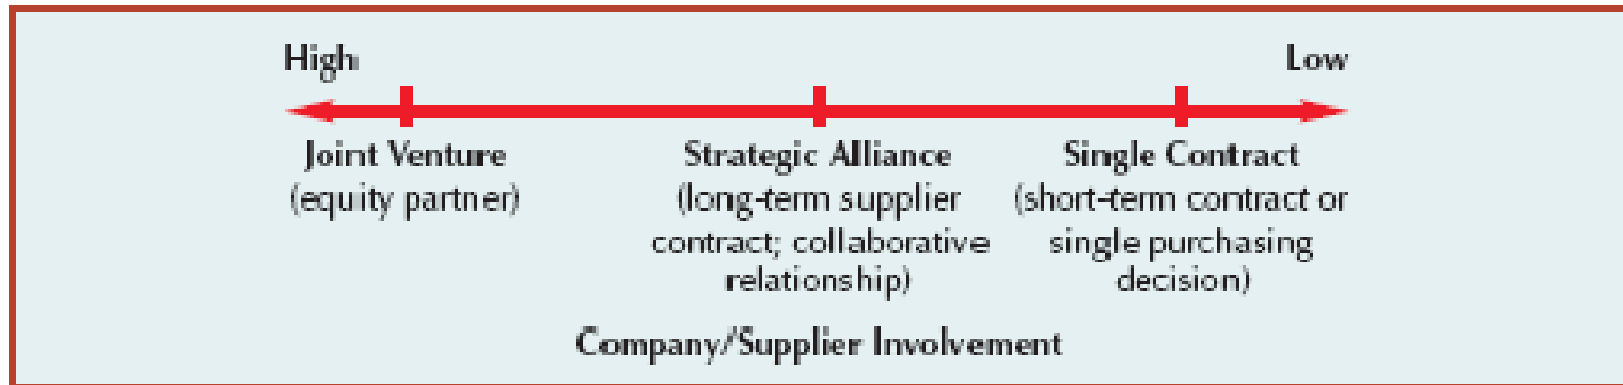 High
Low
Joint Venture
(equity partner)
Strategic Alliance
(long-term supplier
contract; collaborative
relationship)
Single Contract
(short-term contract or
single purchasing
decision)
Company/Supplier Involvement